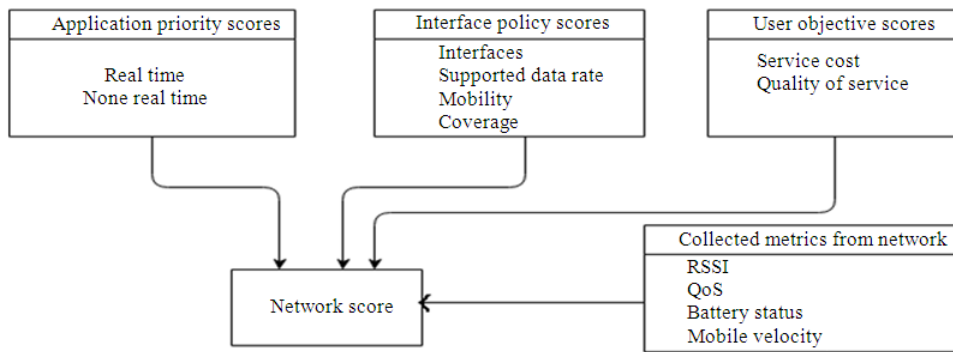 Application priority scores
Real time
None real time
Interface policy scores
Interfaces
Supported data rate
Mobility
Coverage
User objective scores
Service cost
Quality of service
Collected metrics from network
RSSI
QoS
Battery status
Mobile velocity
Network score